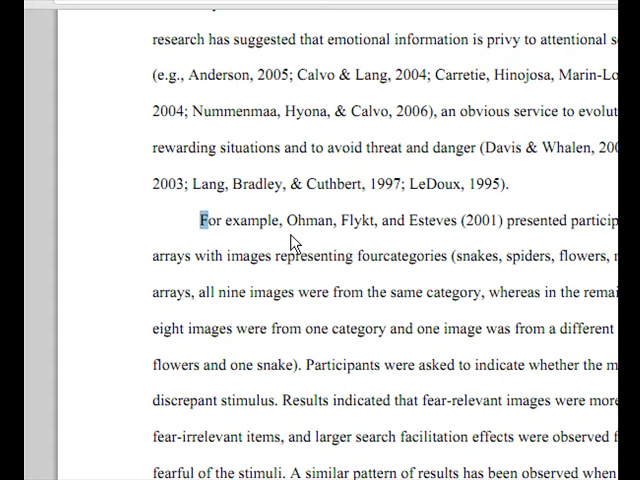 research has suggested that emotional information is privy to attentional
(e.g., Anderson, 2005; Calvo & Lang, 2004; Carretie, Hinojosa, Marin-Lo
2004; Nummenmaa, Hyona, & Calvo, 2006), an obvious service to evolut
rewarding situations and to avoid threat and danger (Davis & Whalen, 200
2003; Lang, Bradley, & Cuthbert, 1997; LeDoux, 1995).
For example, Ohman, Flykt, and Esteves (2001) presented particip
arrays with images representing fourcategories (snakes, spiders, flowers,
arrays, all nine images were from the same category, whereas in the remai
eight images were from one category and one image was from a different
flowers and one snake). Participants were asked to indicate whether the m
discrepant stimulus. Results indicated that fear-relevant images were more
fear-irrelevant items, and larger search facilitation effects were observed f
fearful of the stimuli. A similar pattern of results has been observed when